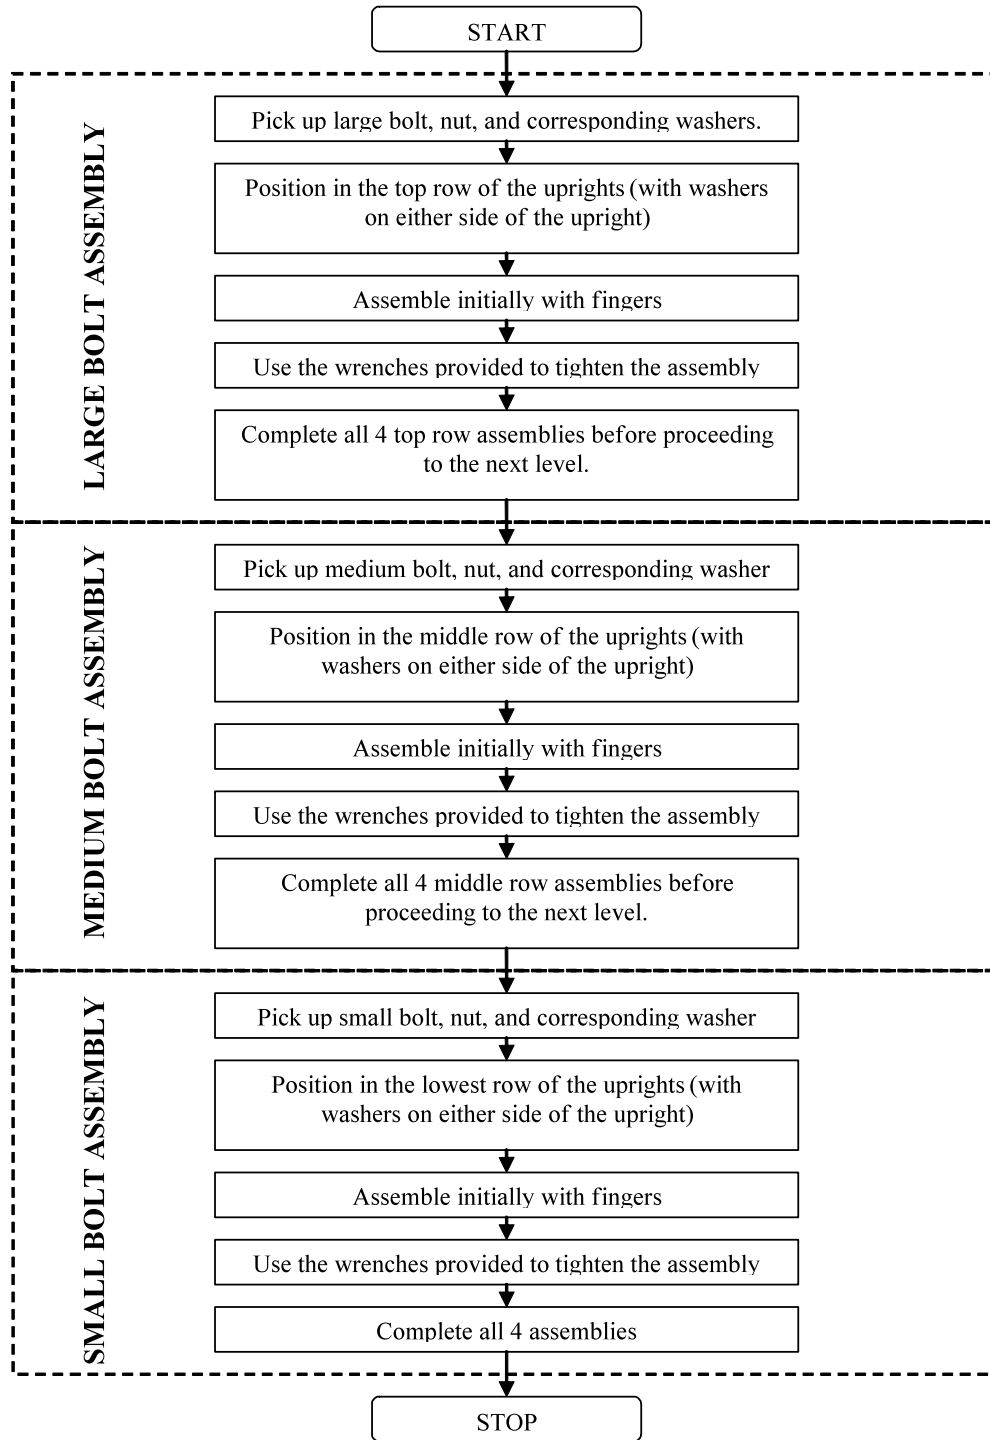 START
LARGE BOLT ASSEMBLY
Pick up large bolt, nut, and corresponding washers.
Position in the top row of the uprights (with washers
on either side of the upright)
Assemble initially with fingers
Use the wrenches provided to tighten the assembly
Complete all 4 top row assemblies before proceeding
to the next level.
MEDIUM BOLT ASSEMBLY
Pick up medium bolt, nut, and corresponding washer
Position in the middle row of the uprights (with
washers on either side of the upright)
Assemble initially with fingers
Use the wrenches provided to tighten the assembly
Complete all 4 middle row assemblies before
proceeding to the next level.
SMALL BOLT ASSEMBLY
Pick up small bolt, nut, and corresponding washer
Position in the lowest row of the uprights (with
washers on either side of the upright)
Assemble initially with fingers
Use the wrenches provided to tighten the assembly
Complete all 4 assemblies
STOP